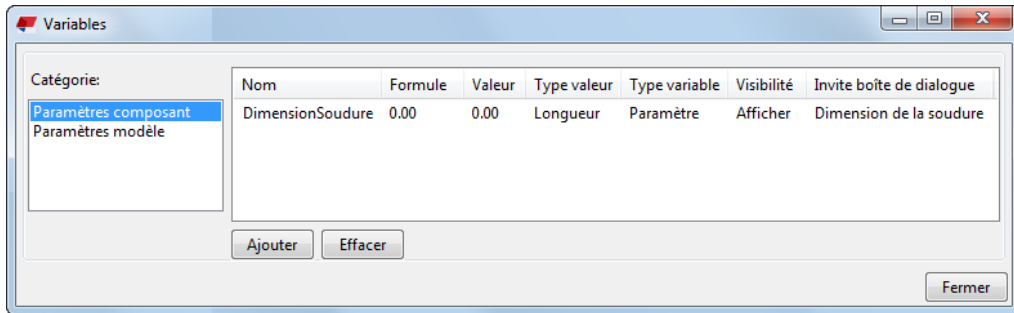 Variables
Catégorie:
Paramètres composant
Paramètres modèle
Nom Formule Valeur Type valeur Type variable Visibilité Invite boîte de dialogue
DimensionSoudure 0.00 0.00 Longueur Paramètre Afficher Dimension de la soudure
Ajouter Effacer
Fermer